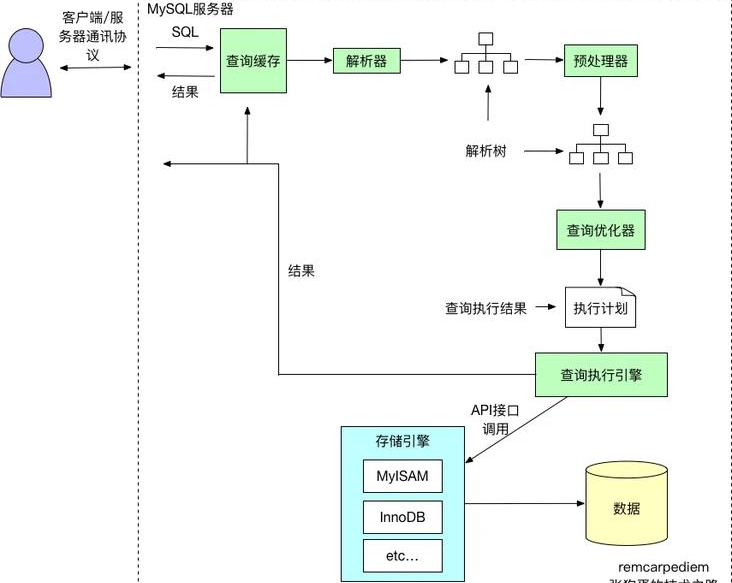 客户端/服
务器通讯协
议
MySQL服务器
SQL
结果
查询缓存
解析器
预处理器
解析树
查询优化器
结果
查询执行结果
执行计划
查询执行引擎
API接口
调用
存储引擎
MyISAM
InnoDB
etc...
数据
remcarpediem